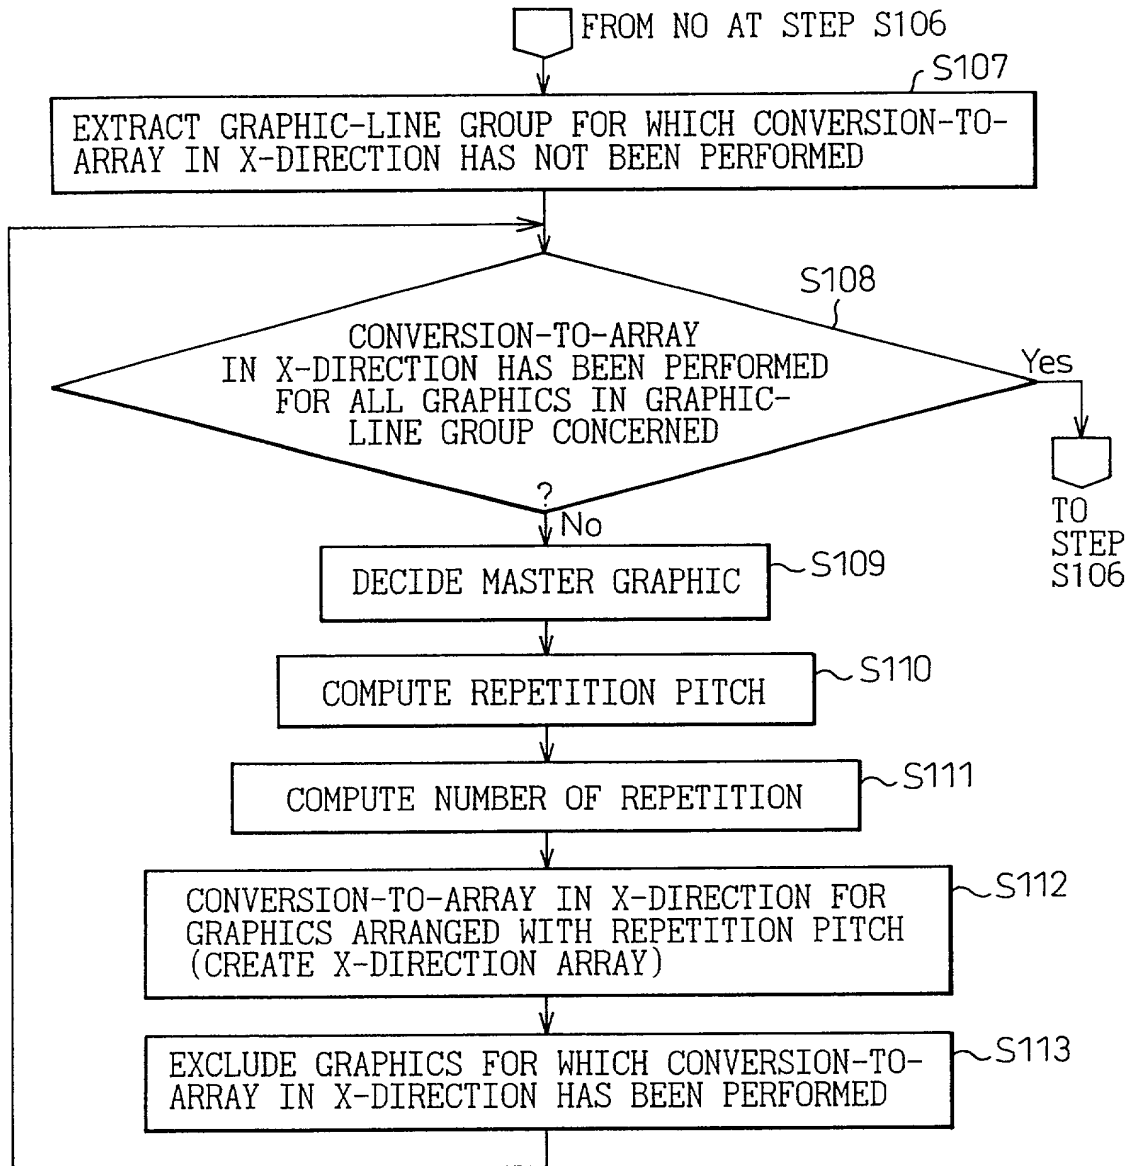 FROM NO AT STEP S106
S107
EXTRACT GRAPHIC-LINE GROUP FOR WHICH CONVERSION-TO-
ARRAY IN X-DIRECTION HAS NOT BEEN PERFORMED
S108
CONVERSION-TO-ARRAY
IN X-DIRECTION HAS BEEN PERFORMED
FOR ALL GRAPHICS IN GRAPHIC-
LINE GROUP CONCERNED
?
Yes
TO
STEP
S106
No
DECIDE MASTER GRAPHIC
S109
COMPUTE REPETITION PITCH
S110
COMPUTE NUMBER OF REPETITION
S111
CONVERSION-TO-ARRAY IN X-DIRECTION FOR
GRAPHICS ARRANGED WITH REPETITION PITCH
(CREATE X-DIRECTION ARRAY)
S112
EXCLUDE GRAPHICS FOR WHICH CONVERSION-TO-
ARRAY IN X-DIRECTION HAS BEEN PERFORMED
S113